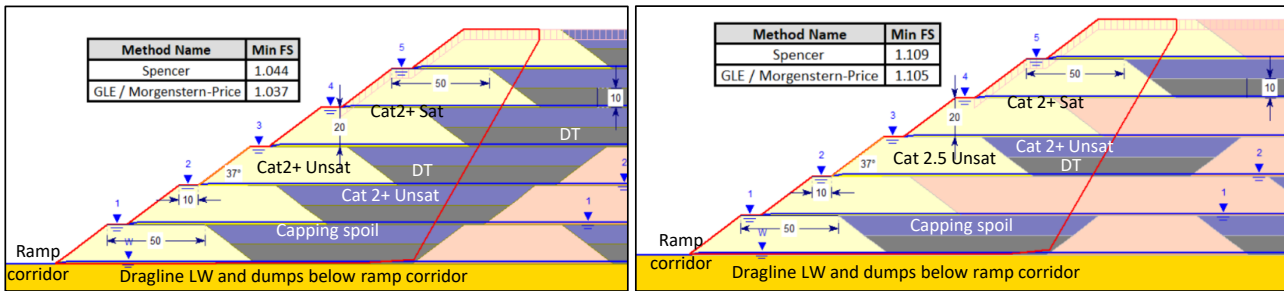 Method Name Min FS
Spencer 1.044
GLE / Morgenstern-Price 1.037
5
50
4
10
Cat2+ Sat
20
DT
3
Cat2+ Unsat
37°
DT
2
2
10
Cat 2+ Unsat
1
1
Capping spoil
50
W
Ramp
corridor
Dragline LW and dumps below ramp corridor
Method Name Min FS
Spencer 1.109
GLE / Morgenstern-Price 1.105
5
50
4
10
Cat 2+ Sat
20
3
Cat 2+ Unsat
Cat 2.5 Unsat
37°
DT
2
2
10
1
1
Capping spoil
50
W
Ramp
corridor
Dragline LW and dumps below ramp corridor